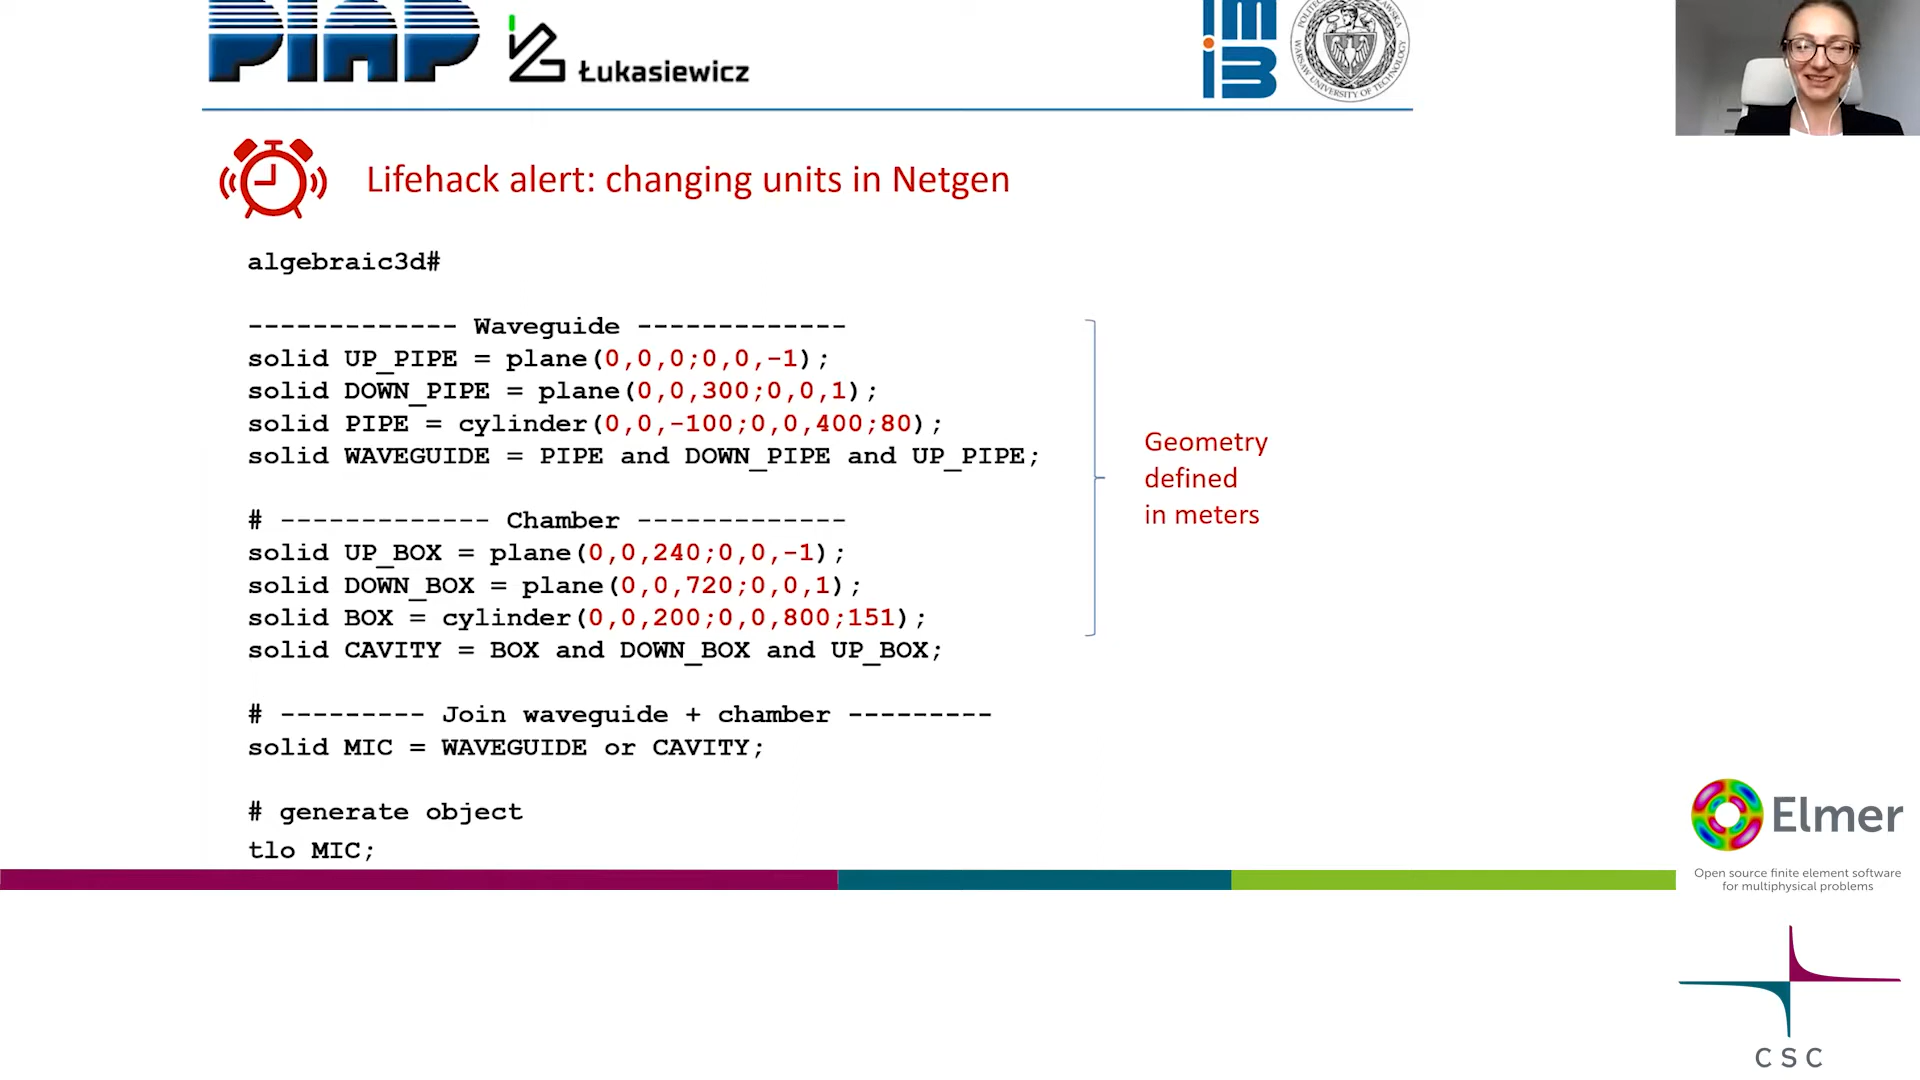 PIAP
Łukasiewicz
WARSAW UNIVERSITY OF TECHNOLOGY
Lifehack alert: changing units in Netgen
algebraic3d#
------------- Waveguide -------------
solid UP_PIPE = plane(0,0,0;0,0,-1);
solid DOWN_PIPE = plane(0,0,300;0,0,1);
solid PIPE = cylinder(0,0,-100;0,0,400;80);
solid WAVEGUIDE = PIPE and DOWN_PIPE and UP_PIPE;
# ------------- Chamber -------------
solid UP_BOX = plane(0,0,240;0,0,-1);
solid DOWN_BOX = plane(0,0,720;0,0,1);
solid BOX = cylinder(0,0,200;0,0,800;151);
solid CAVITY = BOX and DOWN_BOX and UP_BOX;
# --------- Join waveguide + chamber ---------
solid MIC = WAVEGUIDE or CAVITY;
# generate object
tlo MIC;
Geometry
defined
in meters
Elmer
Open source finite element software
for multiphysical problems
CSC